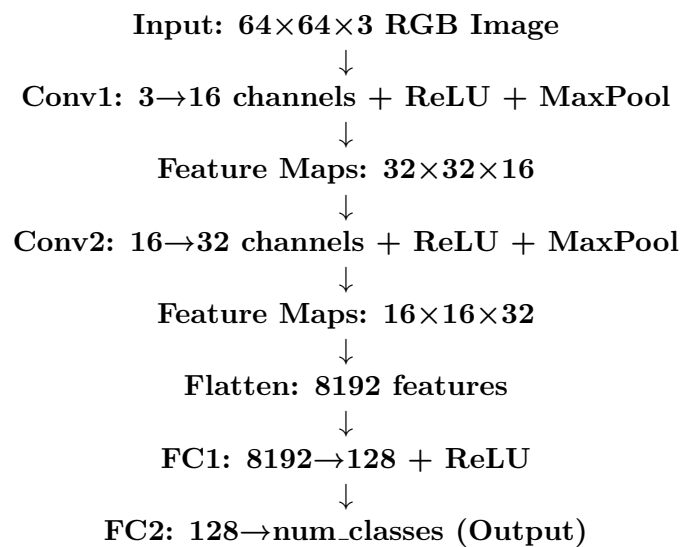 Input: 64×64×3 RGB Image
↓
Conv1: 3→16 channels + ReLU + MaxPool
↓
Feature Maps: 32×32×16
↓
Conv2: 16→32 channels + ReLU + MaxPool
↓
Feature Maps: 16×16×32
↓
Flatten: 8192 features
↓
FC1: 8192→128 + ReLU
↓
FC2: 128→num_classes (Output)